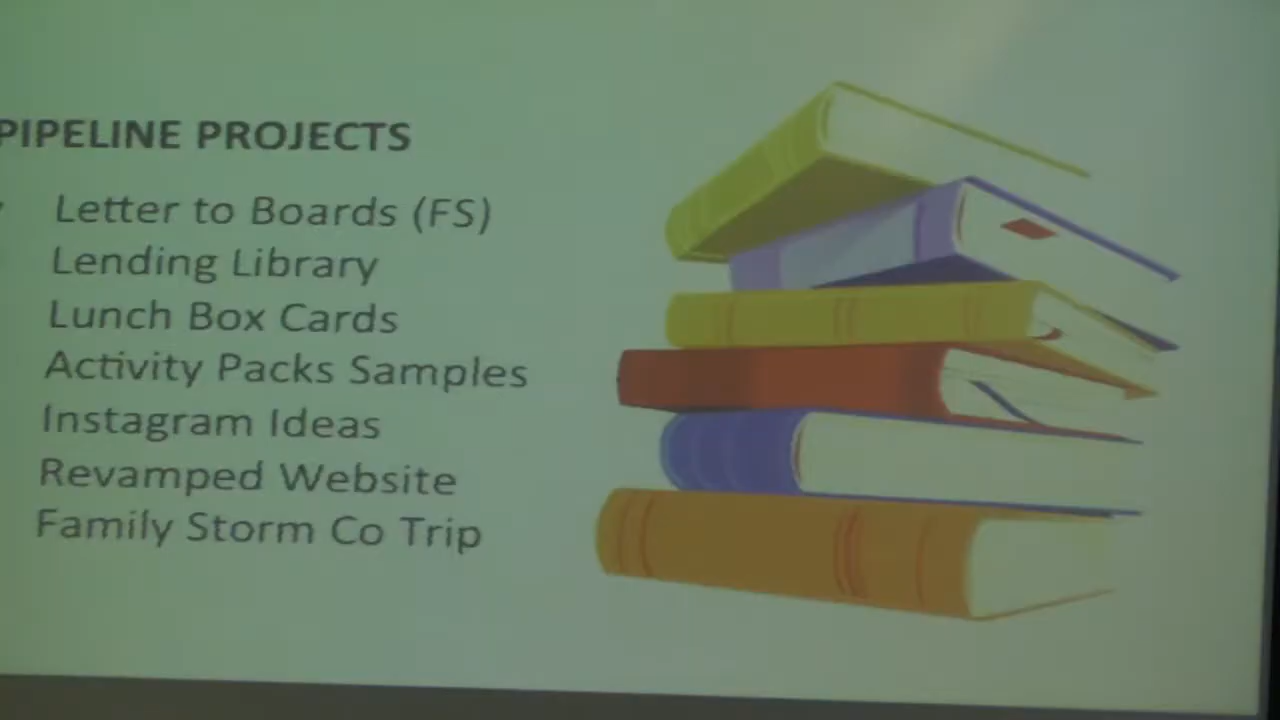 PIPELINE PROJECTS
Letter to Boards (FS)
Lending Library
Lunch Box Cards
Activity Packs Samples
Instagram Ideas
Revamped Website
Family Storm Co Trip